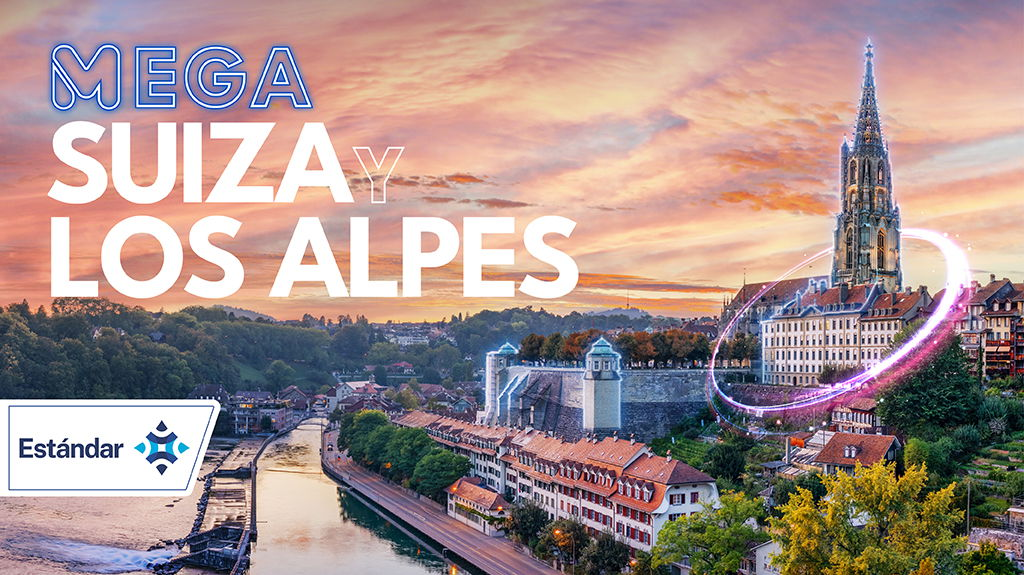 MEGA
SUIZA Y
LOS ALPES
Estándar